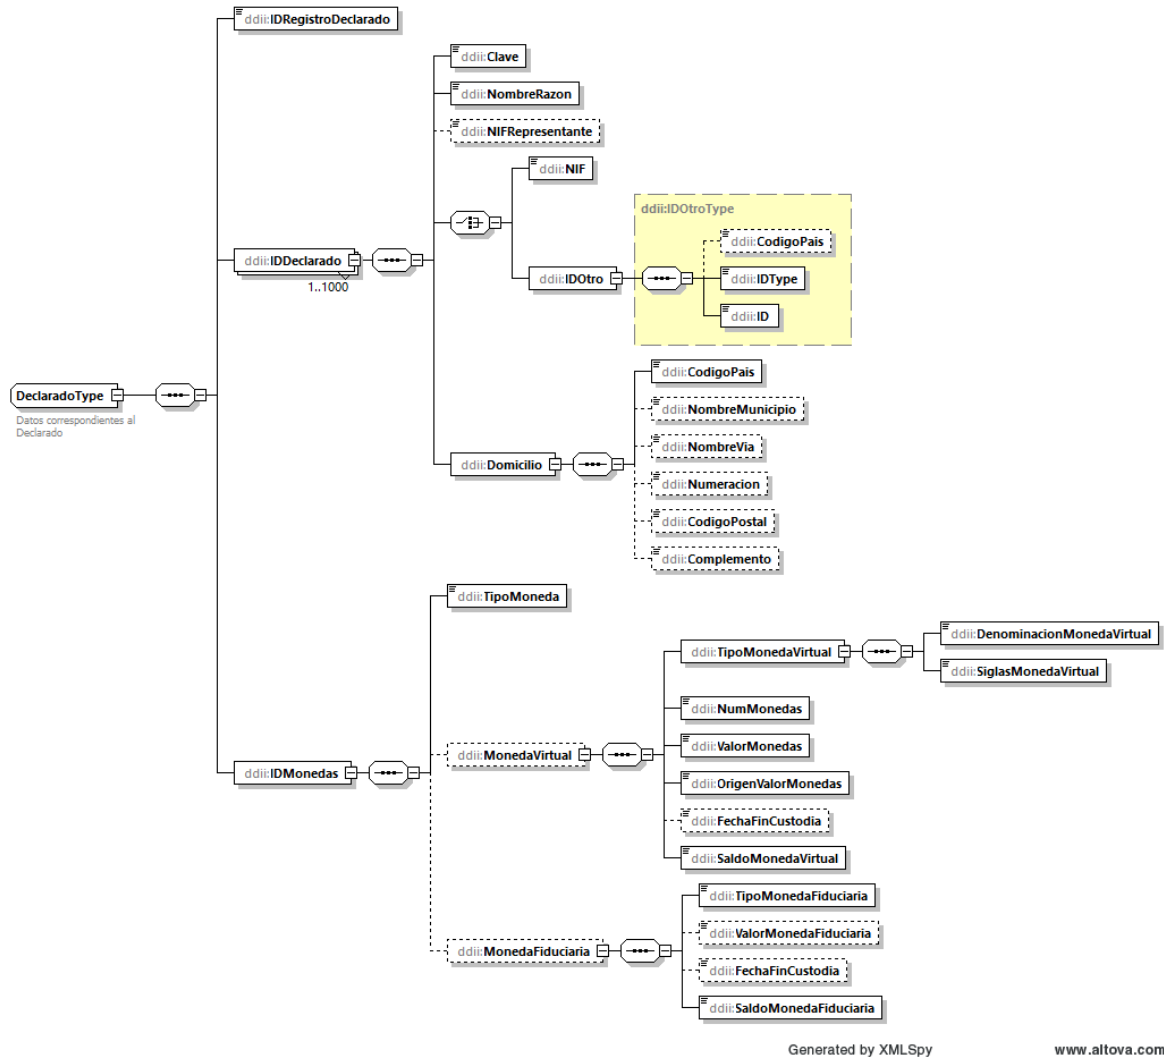 ddii:IDRegistroDeclarado
ddii:Clave
ddii:NombreRazon
ddii:NIFRepresentante
ddii:NIF
ddii:IDOtroType
ddii:CodigoPais
ddii:IDDeclarado
1..1000
ddii:IDOtro
ddii:IDType
ddii:ID
DeclaradoType
Datos correspondientes al
Declarado
ddii:CodigoPais
ddii:NombreMunicipio
ddii:NombreVia
ddii:Domicilio
ddii:Numeracion
ddii:CodigoPostal
ddii:Complemento
ddii:TipoMoneda
ddii:TipoMonedaVirtual
ddii:DenominacionMonedaVirtual
ddii:SiglasMonedaVirtual
ddii:NumMonedas
ddii:IDMonedas
ddii:MonedaVirtual
ddii:ValorMonedas
ddii:OrigenValorMonedas
ddii:FechaFinCustodia
ddii:SaldoMonedaVirtual
ddii:TipoMonedaFiduciaria
ddii:ValorMonedaFiduciaria
ddii:MonedaFiduciaria
ddii:FechaFinCustodia
ddii:SaldoMonedaFiduciaria
Generated by XMLSpy
www.altova.com